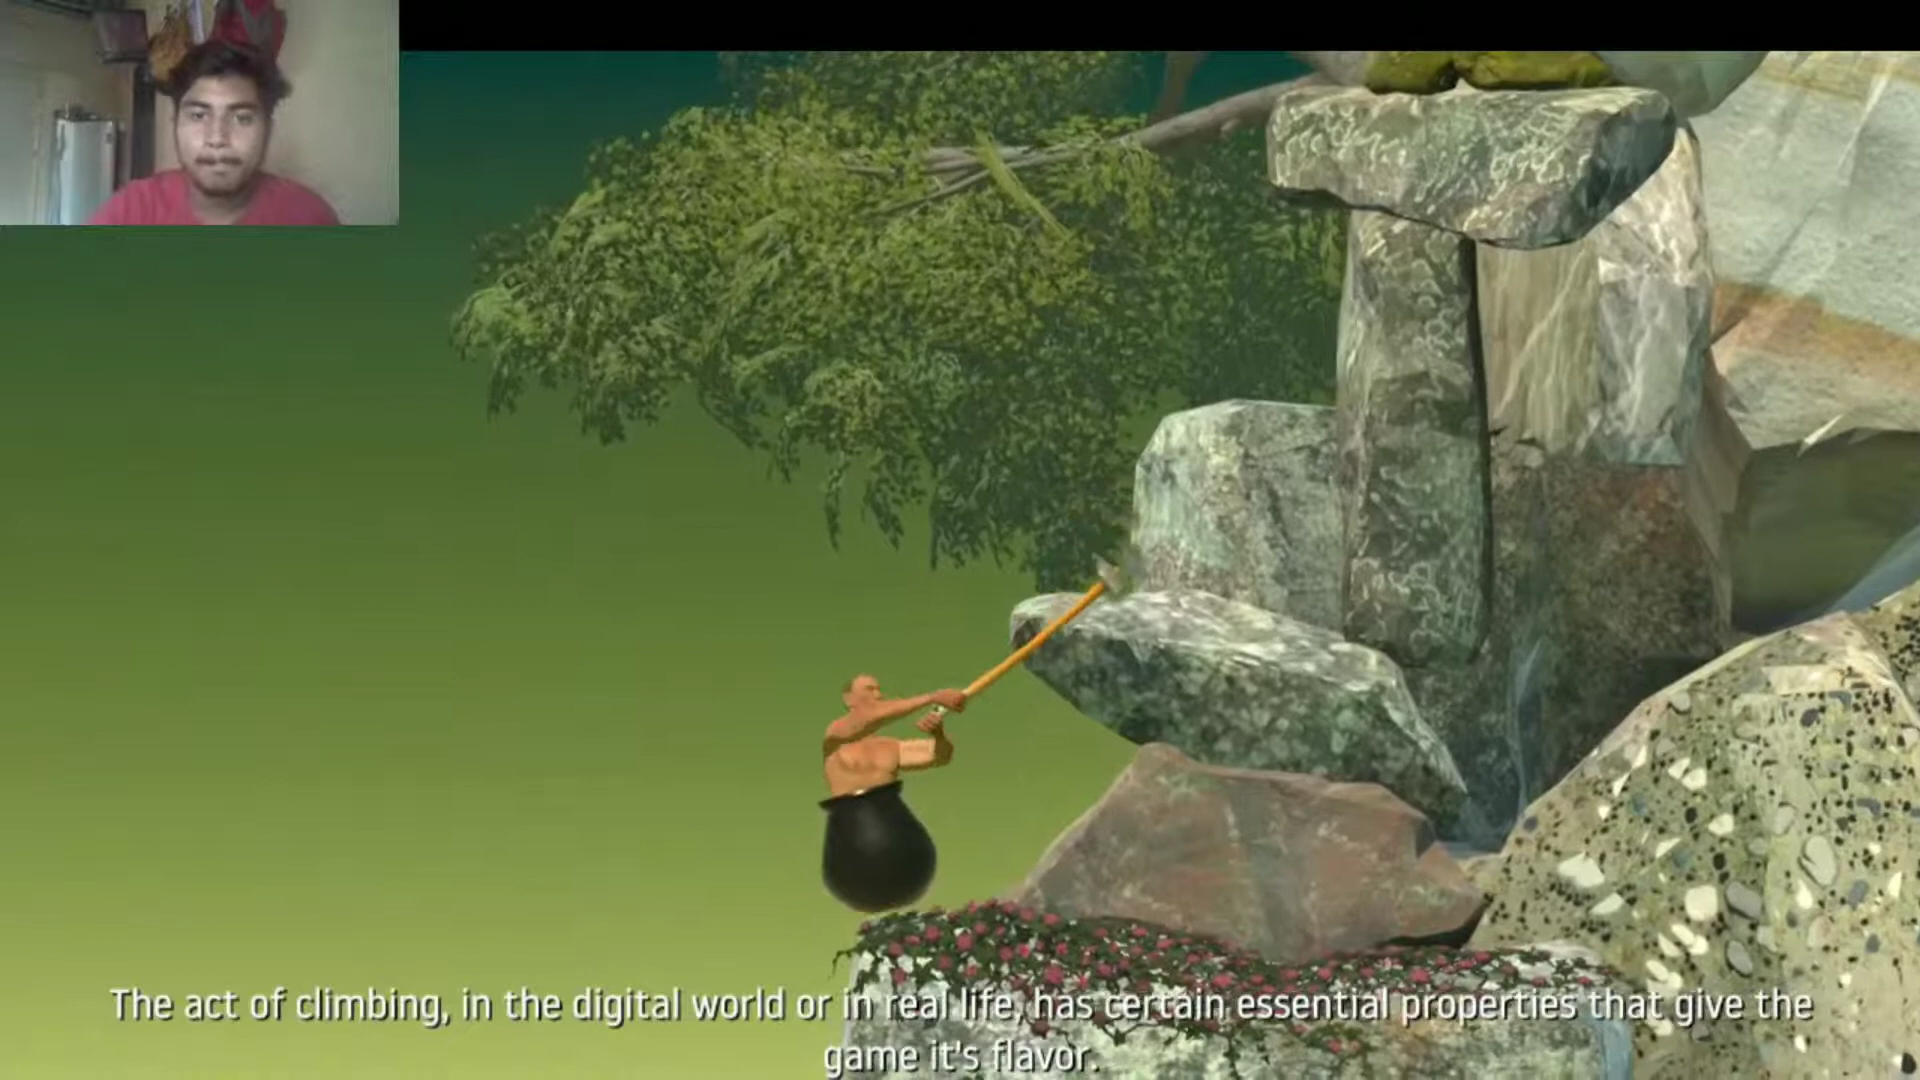 The act of climbing, in the digital world or in real life, has certain essential properties that give the
game it's flavor.